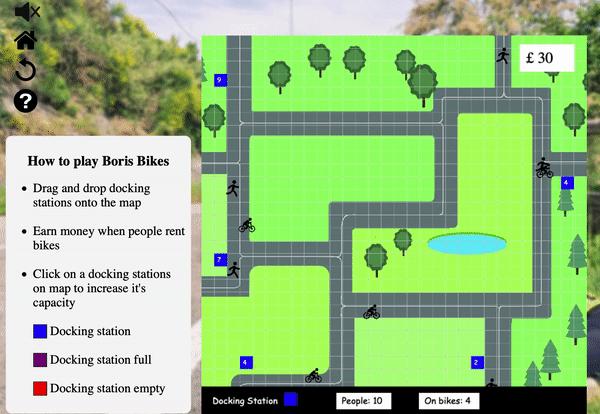 ?
£ 30
9
4
7
4
2
How to play Boris Bikes
Drag and drop docking
stations onto the map
Earn money when people rent
bikes
Click on a docking stations
on map to increase it's
capacity
Docking station
Docking station full
Docking station empty
Docking Station
People: 10
On bikes: 4